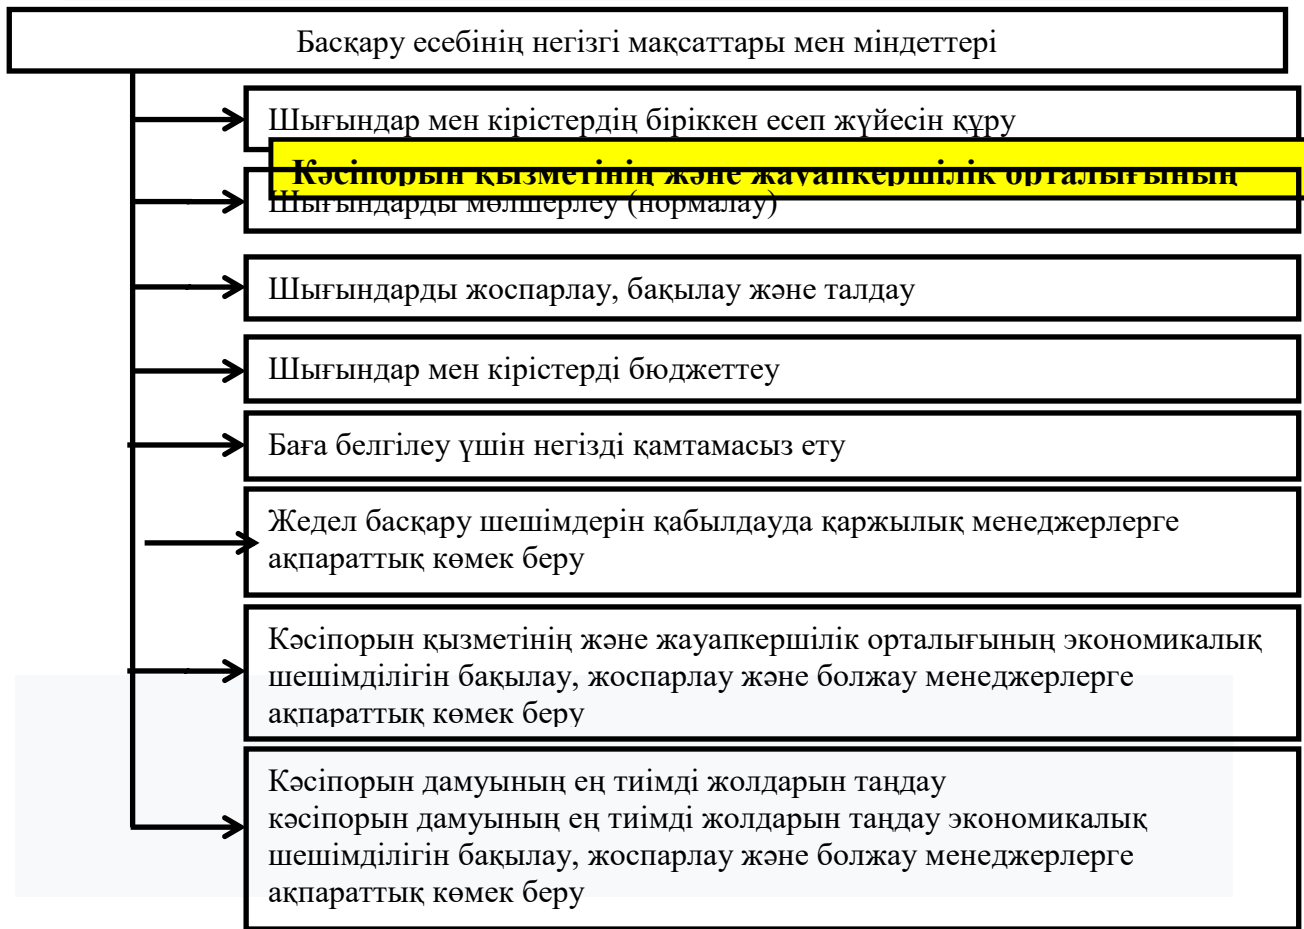 Басқару есебінің негізгі мақсаттары мен міндеттері
Шығындар мен кірістердің біріккен есеп жүйесін құру
Кәсіпорын қызметінің және жауапкершілік орталығының
Шығындарды мөлшерлеу (нормалау)
Шығындарды жоспарлау, бақылау және талдау
Шығындар мен кірістерді бюджеттеу
Баға белгілеу үшін негізді қамтамасыз ету
Жедел басқару шешімдерін қабылдауда қаржылық менеджерлерге
ақпараттық көмек беру
Кәсіпорын қызметінің және жауапкершілік орталығының экономикалық
шешімділігін бақылау, жоспарлау және болжау менеджерлерге
ақпараттық көмек беру
Кәсіпорын дамуының ең тиімді жолдарын таңдау
кәсіпорын дамуының ең тиімді жолдарын таңдау экономикалық
шешімділігін бақылау, жоспарлау және болжау менеджерлерге
ақпараттық көмек беру